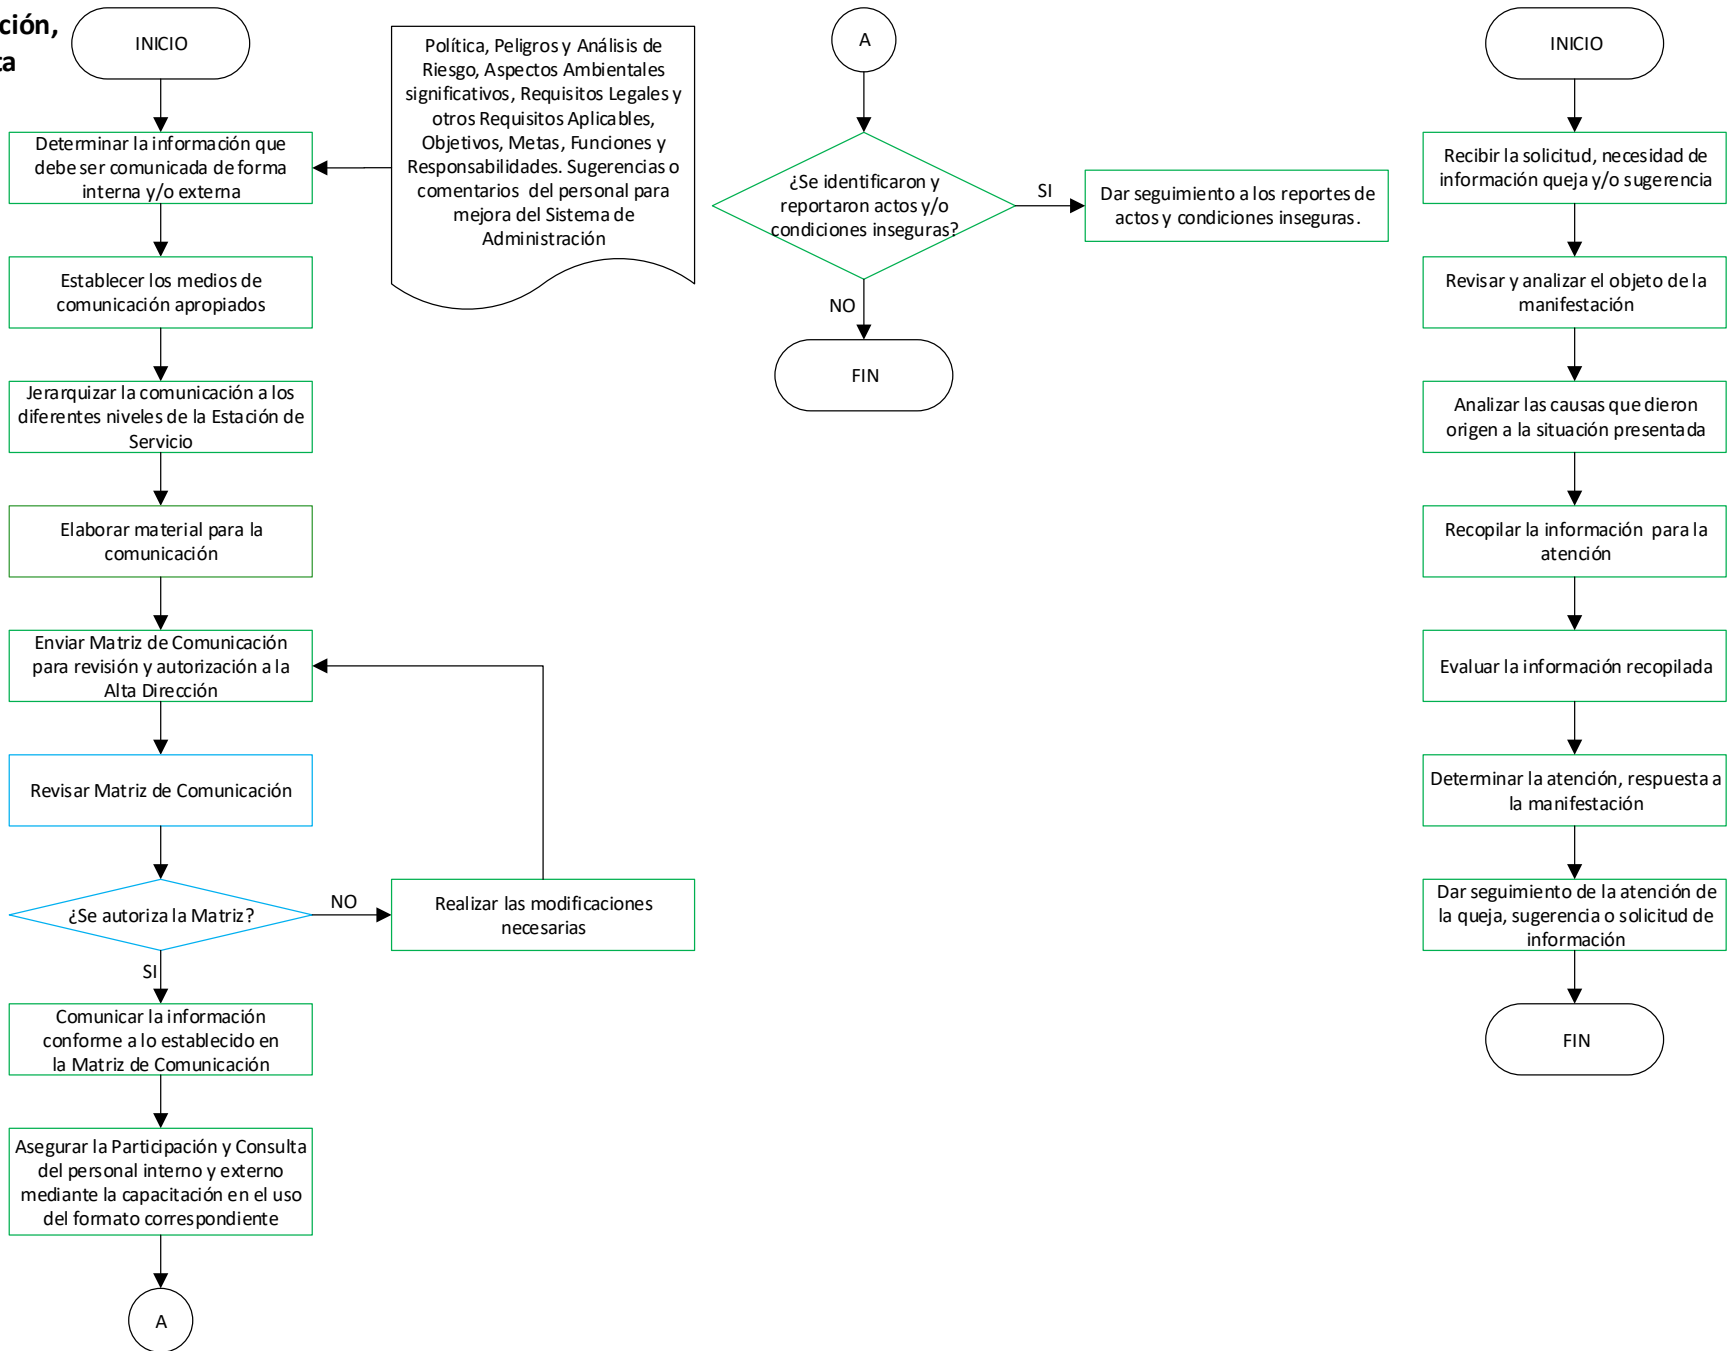 ción,
ta
INICIO
Determinar la información que
debe ser comunicada de forma
interna y/o externa
Política, Peligros y Análisis de
Riesgo, Aspectos Ambientales
significativos, Requisitos Legales y
otros Requisitos Aplicables,
Objetivos, Metas, Funciones y
Responsabilidades. Sugerencias o
comentarios del personal para
mejora del Sistema de
Administración
Establecer los medios de
comunicación apropiados
Jerarquizar la comunicación a los
diferentes niveles de la Estación de
Servicio
Elaborar material para la
comunicación
Enviar Matriz de Comunicación
para revisión y autorización a la
Alta Dirección
Revisar Matriz de Comunicación
¿Se autoriza la Matriz?
NO
Realizar las modificaciones
necesarias
SI
Comunicar la información
conforme a lo establecido en
la Matriz de Comunicación
Asegurar la Participación y Consulta
del personal interno y externo
mediante la capacitación en el uso
del formato correspondiente
A
A
¿Se identificaron y
reportaron actos y/o
condiciones inseguras?
SI
Dar seguimiento a los reportes de
actos y condiciones inseguras.
NO
FIN
INICIO
Recibir la solicitud, necesidad de
información queja y/o sugerencia
Revisar y analizar el objeto de la
manifestación
Analizar las causas que dieron
origen a la situación presentada
Recopilar la información para la
atención
Evaluar la información recopilada
Determinar la atención, respuesta a
la manifestación
Dar seguimiento de la atención de
la queja, sugerencia o solicitud de
información
FIN